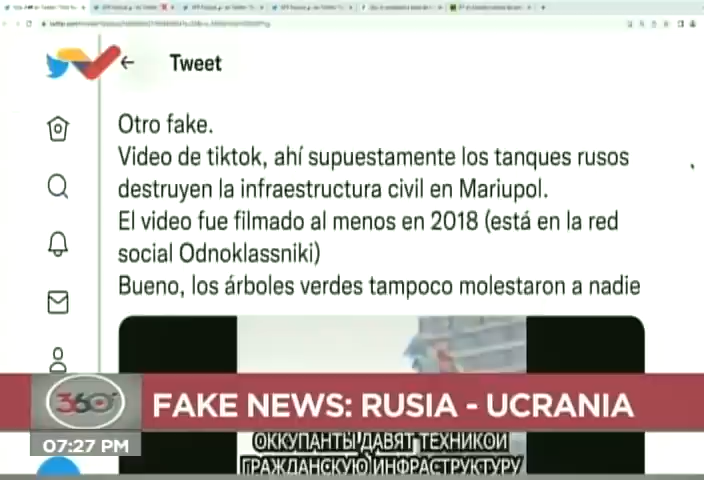 Tweet
Otro fake.
Video de tiktok, ahí supuestamente los tanques rusos
destruyen la infraestructura civil en Mariupol.
El video fue filmado al menos en 2018 (está en la red
social Odnoklassniki)
Bueno, los árboles verdes tampoco molestaron a nadie
360°
FAKE NEWS: RUSIA - UCRANIA
07:27 PM
ОККУПАНТЫ ДАВЯТ ТЕХНИКОЙ
ГРАЖДАНСКУЮ ИНФРАСТРУКТУРУ